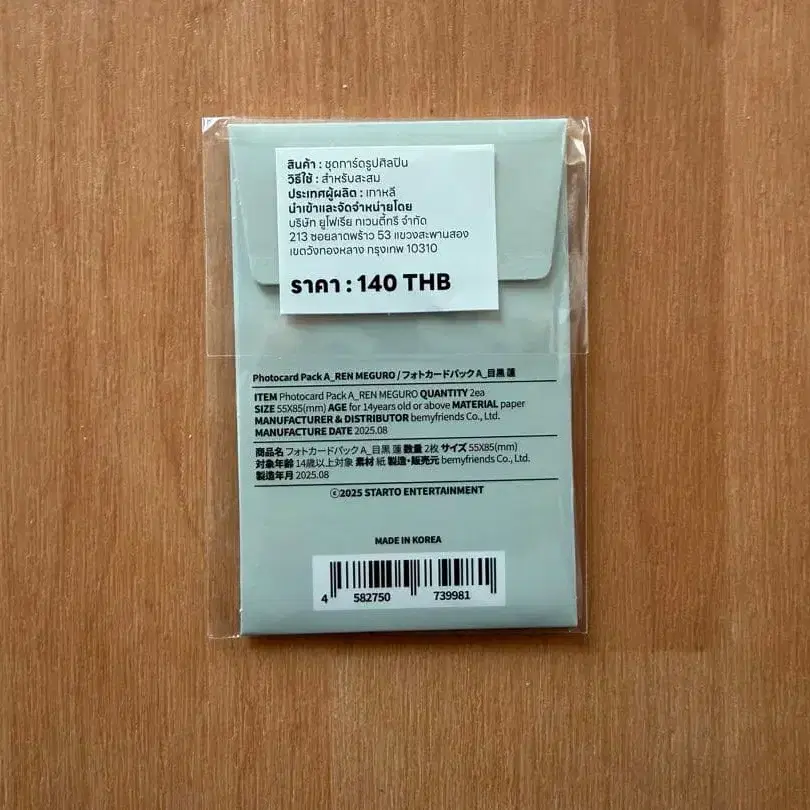 สินค้า : ชุดการ์ดรูปศิลปิน
วิธีใช้ : สำหรับสะสม
ประเทศผู้ผลิต : เกาหลี
นำเข้าและจัดจำหน่ายโดย
บริษัท ยูโฟเรีย ทเวนตี้ทรี จำกัด
213 ซอยลาดพร้าว 53 แขวงสะพานสอง
เขตวังทองหลาง กรุงเทพ 10310
ราคา : 140 THB
Photocard Pack A_REN MEGURO / フォトカードパック A_目黒 蓮
ITEM Photocard Pack A_REN MEGURO QUANTITY 2ea
SIZE 55X85(mm) AGE for 14years old or above MATERIAL paper
MANUFACTURER & DISTRIBUTOR bemyfriends Co., Ltd.
MANUFACTURE DATE 2025.08
商品名 フォトカードパック A_目黒 蓮 数量 2枚 サイズ 55X85(mm)
対象年齢 14歳以上対象 素材 紙 製造・販売元 bemyfriends Co., Ltd.
製造年月 2025.08
ⓒ2025 STARTO ENTERTAINMENT
MADE IN KOREA
4 582750 739981